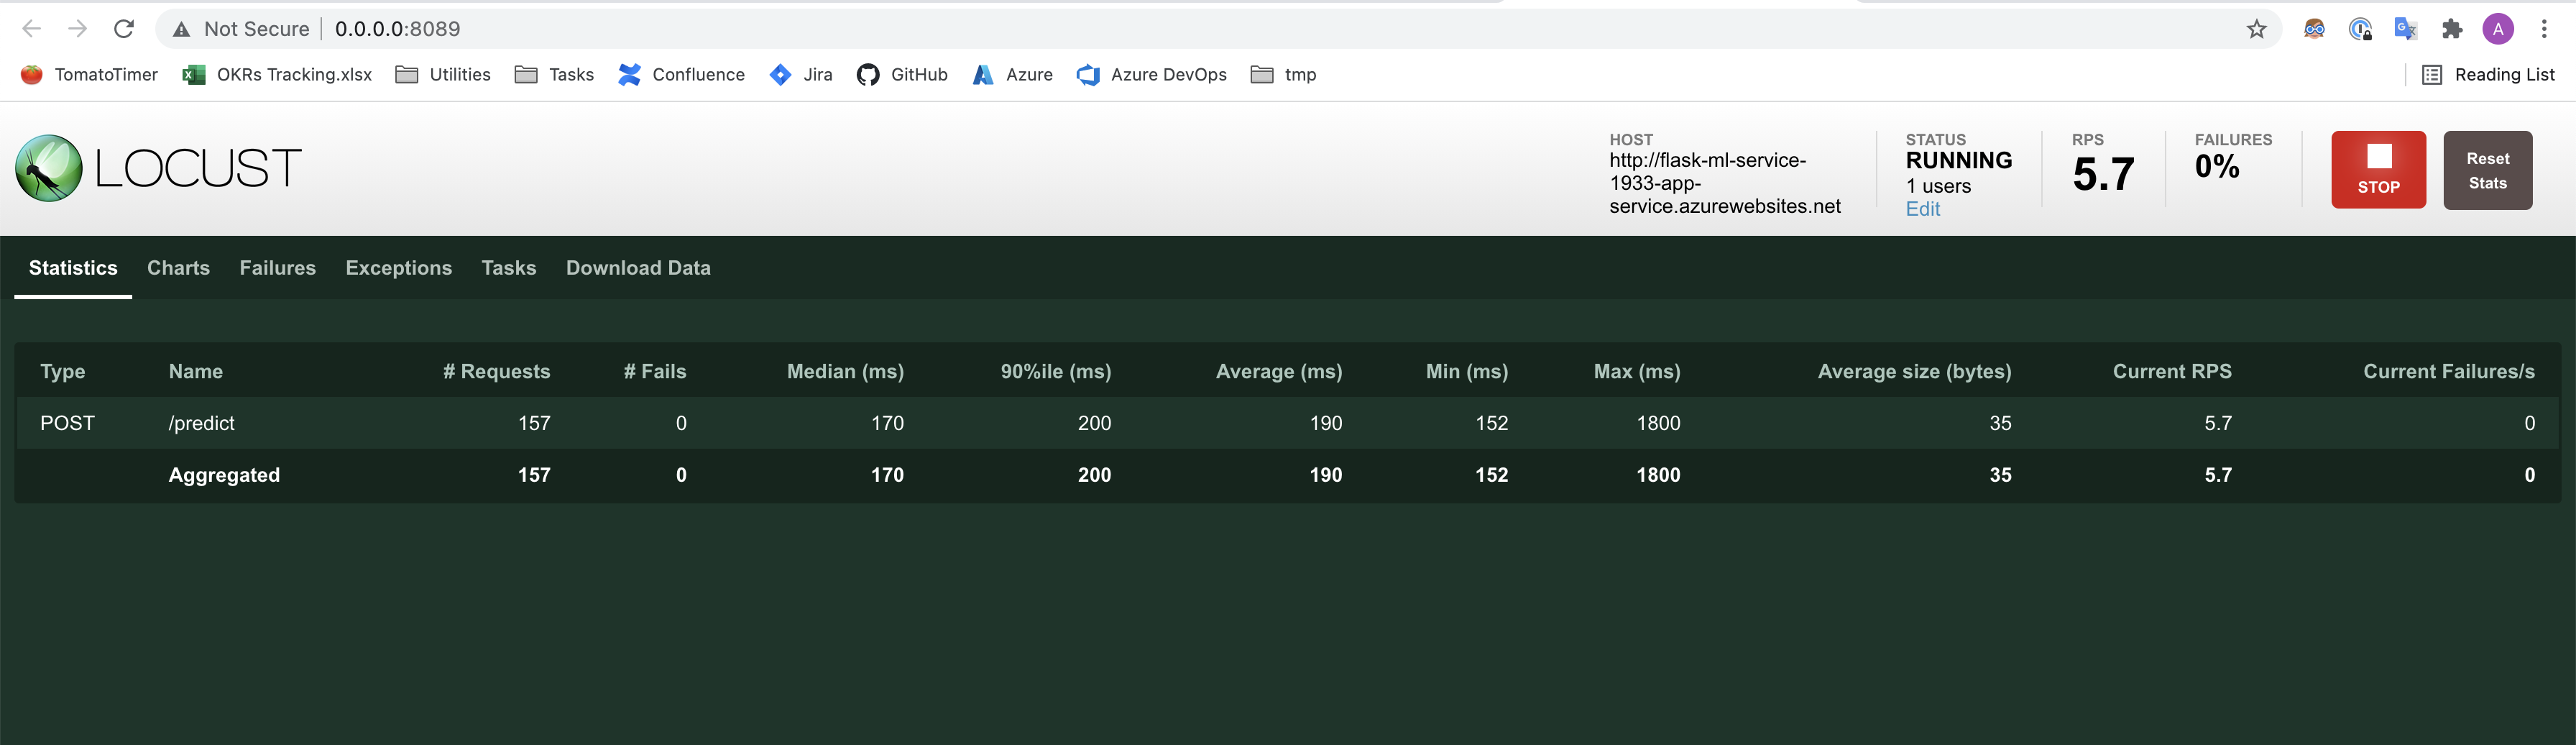 Not Secure | 0.0.0.0:8089 A
TomatoTimer OKRs Tracking.xlsx Utilities Tasks Confluence Jira GitHub Azure Azure DevOps tmp Reading List
LOCUST
HOST
http://flask-ml-service-
1933-app-
service.azurewebsites.net
STATUS
RUNNING
1 users
Edit
RPS
5.7
FAILURES
0%
STOP
Reset
Stats
Statistics Charts Failures Exceptions Tasks Download Data
Type Name # Requests # Fails Median (ms) 90%ile (ms) Average (ms) Min (ms) Max (ms) Average size (bytes) Current RPS Current Failures/s
POST /predict 157 0 170 200 190 152 1800 35 5.7 0
Aggregated 157 0 170 200 190 152 1800 35 5.7 0